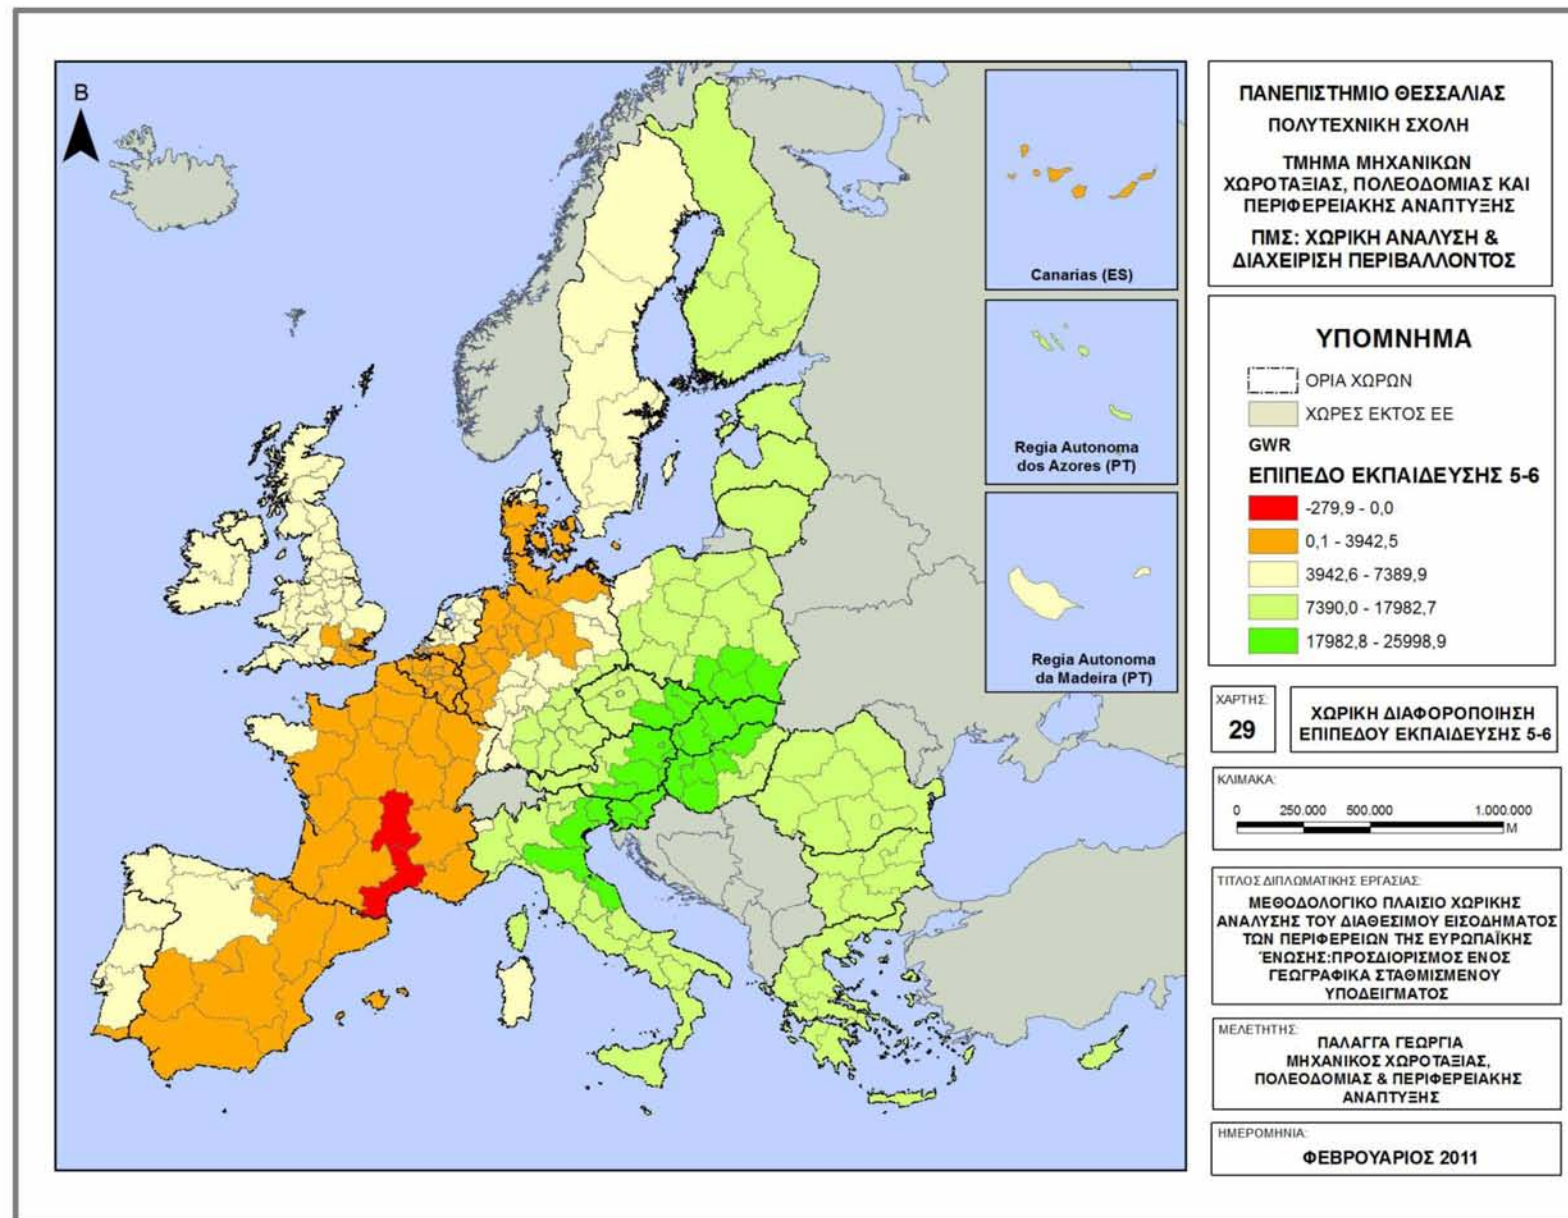 Β
Canarias (ES)
Regia Autonoma
dos Azores (PT)
Regia Autonoma
da Madeira (PT)
ΠΑΝΕΠΙΣΤΗΜΙΟ ΘΕΣΣΑΛΙΑΣ
ΠΟΛΥΤΕΧΝΙΚΗ ΣΧΟΛΗ
ΤΜΗΜΑ ΜΗΧΑΝΙΚΩΝ
ΧΩΡΟΤΑΞΙΑΣ, ΠΟΛΕΟΔΟΜΙΑΣ ΚΑΙ
ΠΕΡΙΦΕΡΕΙΑΚΗΣ ΑΝΑΠΤΥΞΗΣ
ΠΜΣ: ΧΩΡΙΚΗ ΑΝΑΛΥΣΗ &
ΔΙΑΧΕΙΡΙΣΗ ΠΕΡΙΒΑΛΛΟΝΤΟΣ
ΥΠΟΜΝΗΜΑ
ΟΡΙΑ ΧΩΡΩΝ
ΧΩΡΕΣ ΕΚΤΟΣ ΕΕ
GWR
ΕΠΙΠΕΔΟ ΕΚΠΑΙΔΕΥΣΗΣ 5-6
-279,9 - 0,0
0,1 - 3942,5
3942,6 - 7389,9
7390,0 - 17982,7
17982,8 - 25998,9
ΧΑΡΤΗΣ:
29
ΧΩΡΙΚΗ ΔΙΑΦΟΡΟΠΟΙΗΣΗ
ΕΠΙΠΕΔΟΥ ΕΚΠΑΙΔΕΥΣΗΣ 5-6
ΚΛΙΜΑΚΑ:
0 250.000 500.000 1.000.000
M
ΤΙΤΛΟΣ ΔΙΠΛΩΜΑΤΙΚΗΣ ΕΡΓΑΣΙΑΣ:
ΜΕΘΟΔΟΛΟΓΙΚΟ ΠΛΑΙΣΙΟ ΧΩΡΙΚΗΣ
ΑΝΑΛΥΣΗΣ ΤΟΥ ΔΙΑΘΕΣΙΜΟΥ ΕΙΣΟΔΗΜΑΤΟΣ
ΤΩΝ ΠΕΡΙΦΕΡΕΙΩΝ ΤΗΣ ΕΥΡΩΠΑΪΚΗΣ
ΈΝΩΣΗΣ:ΠΡΟΣΔΙΟΡΙΣΜΟΣ ΕΝΟΣ
ΓΕΩΓΡΑΦΙΚΑ ΣΤΑΘΜΙΣΜΕΝΟΥ
ΥΠΟΔΕΙΓΜΑΤΟΣ
ΜΕΛΕΤΗΤΗΣ:
ΠΑΛΑΓΓΑ ΓΕΩΡΓΙΑ
ΜΗΧΑΝΙΚΟΣ ΧΩΡΟΤΑΞΙΑΣ,
ΠΟΛΕΟΔΟΜΙΑΣ & ΠΕΡΙΦΕΡΕΙΑΚΗΣ
ΑΝΑΠΤΥΞΗΣ
ΗΜΕΡΟΜΗΝΙΑ:
ΦΕΒΡΟΥΑΡΙΟΣ 2011